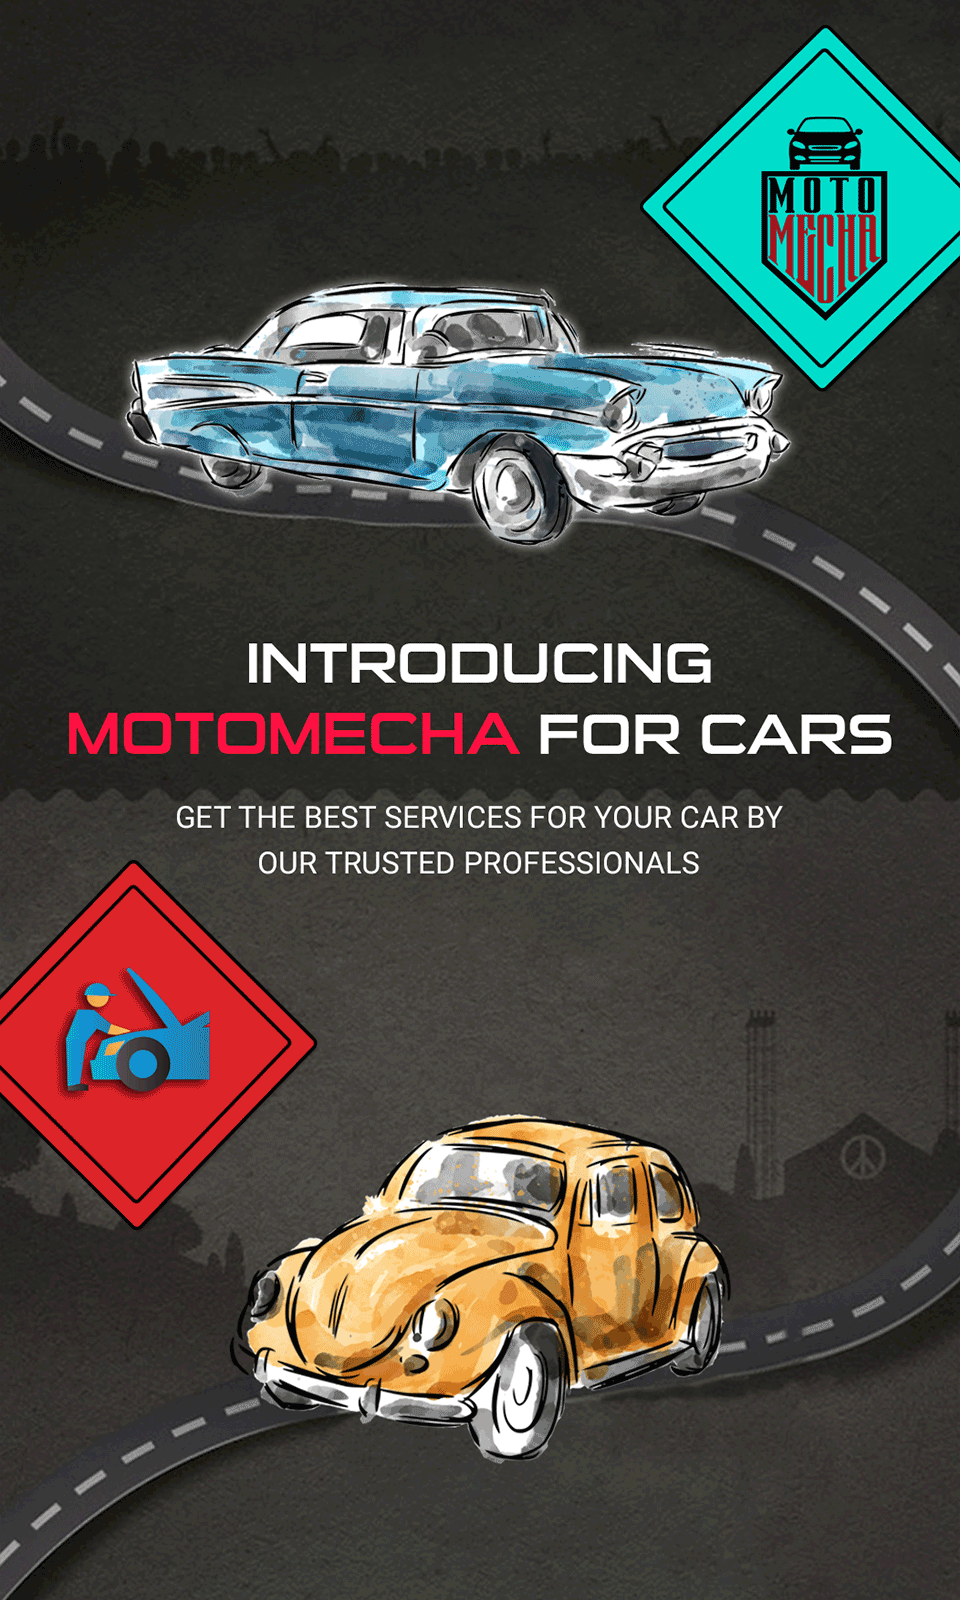 MOTO
MECHA
INTRODUCING
MOTOMECHA FOR CARS
GET THE BEST SERVICES FOR YOUR CAR BY
OUR TRUSTED PROFESSIONALS